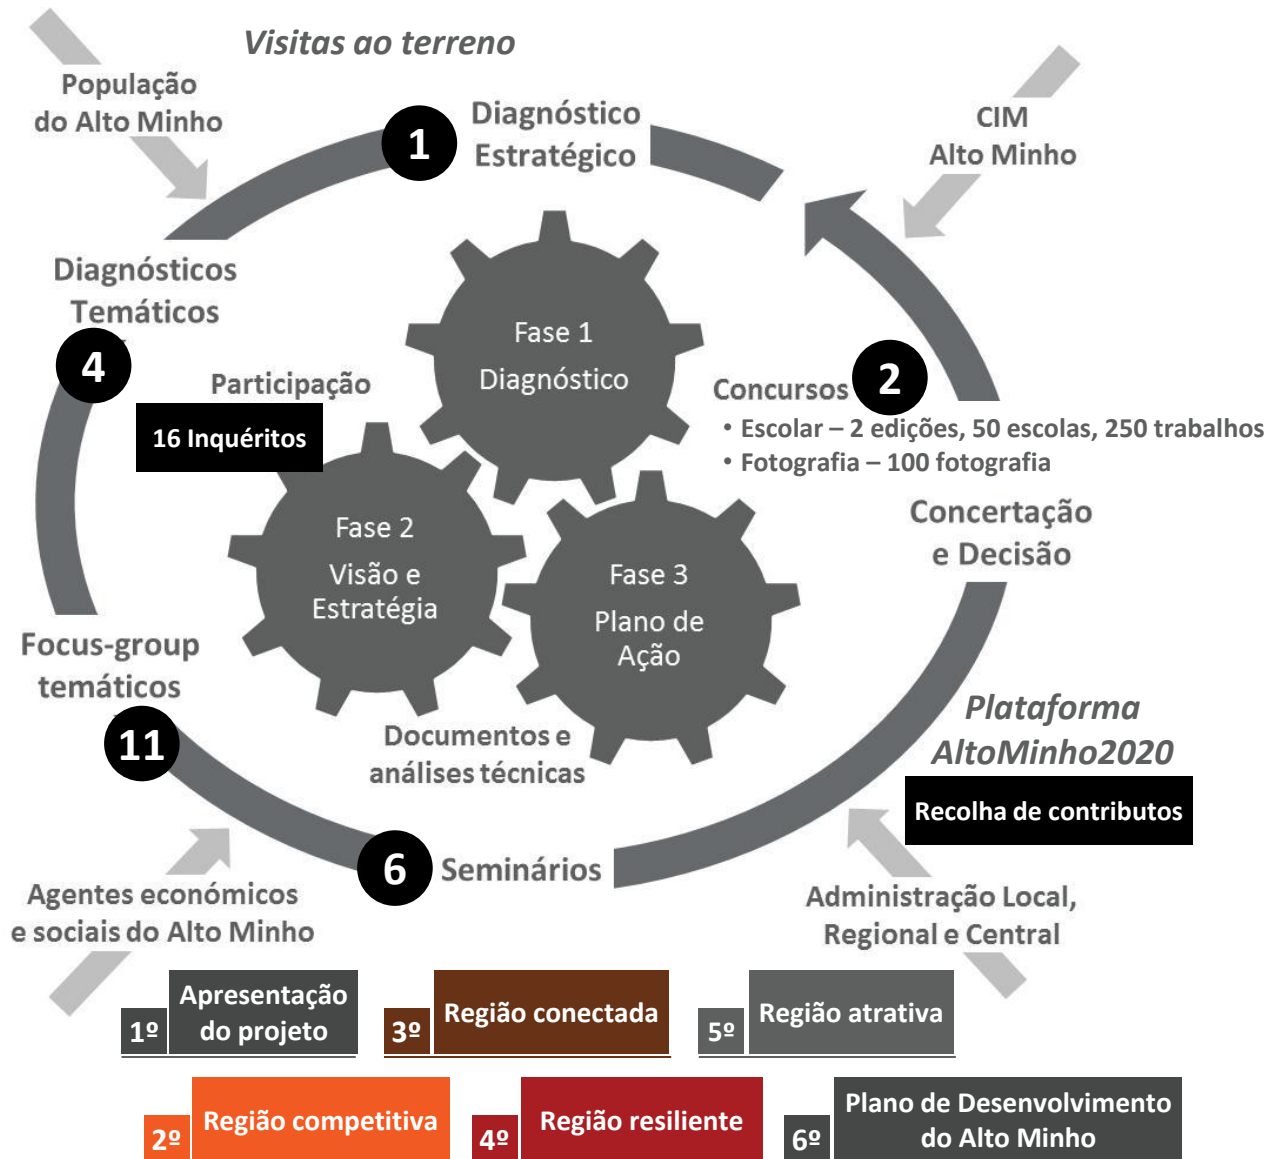 Visitas ao terreno
População
do Alto Minho
1
Diagnóstico
Estratégico
CIM
Alto Minho
Diagnósticos
Temáticos
4
Fase 1
Diagnóstico
Participação
16 Inquéritos
Concursos
2
• Escolar – 2 edições, 50 escolas, 250 trabalhos
• Fotografia – 100 fotografia
Fase 2
Visão e
Estratégia
Fase 3
Plano de
Ação
Concertação
e Decisão
Focus-group
temáticos
11
Documentos e
análises técnicas
Plataforma
AltoMinho2020
Recolha de contributos
6
Seminários
Agentes económicos
e sociais do Alto Minho
Administração Local,
Regional e Central
1º
Apresentação
do projeto
3º
Região conectada
5º
Região atrativa
2º
Região competitiva
4º
Região resiliente
6º
Plano de Desenvolvimento
do Alto Minho